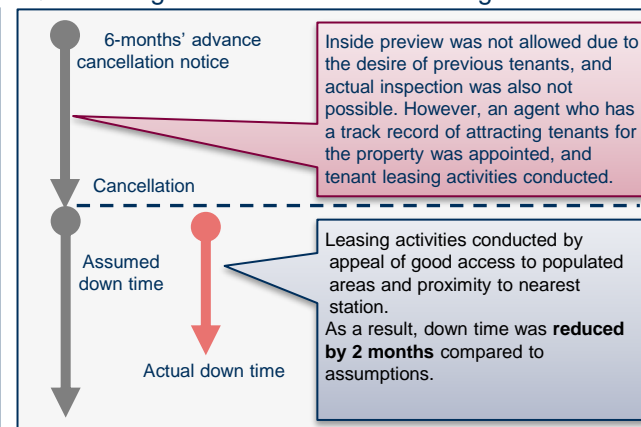 6-months' advance
cancellation notice
Inside preview was not allowed due to
the desire of previous tenants, and
actual inspection was also not
possible. However, an agent who has
a track record of attracting tenants for
the property was appointed, and
tenant leasing activities conducted.
Cancellation
Assumed
down time
Actual down time
Leasing activities conducted by
appeal of good access to populated
areas and proximity to nearest
station.
As a result, down time was reduced
by 2 months compared to
assumptions.